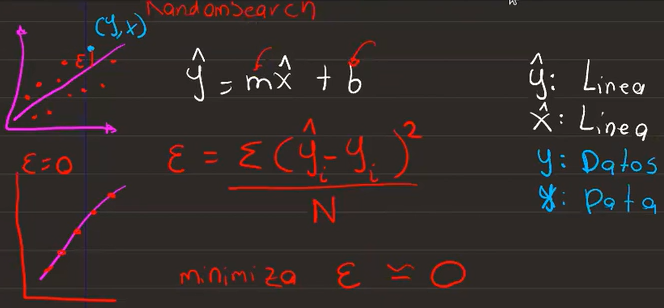 RandomSearch
(y,x)
ε
ŷ = mx̂ + b
ŷ: Linea
x̂: Linea
y: Datos
x: Data
ε=0
ε = Σ(ŷi - yi)²
N
minimiza ε ≃ 0